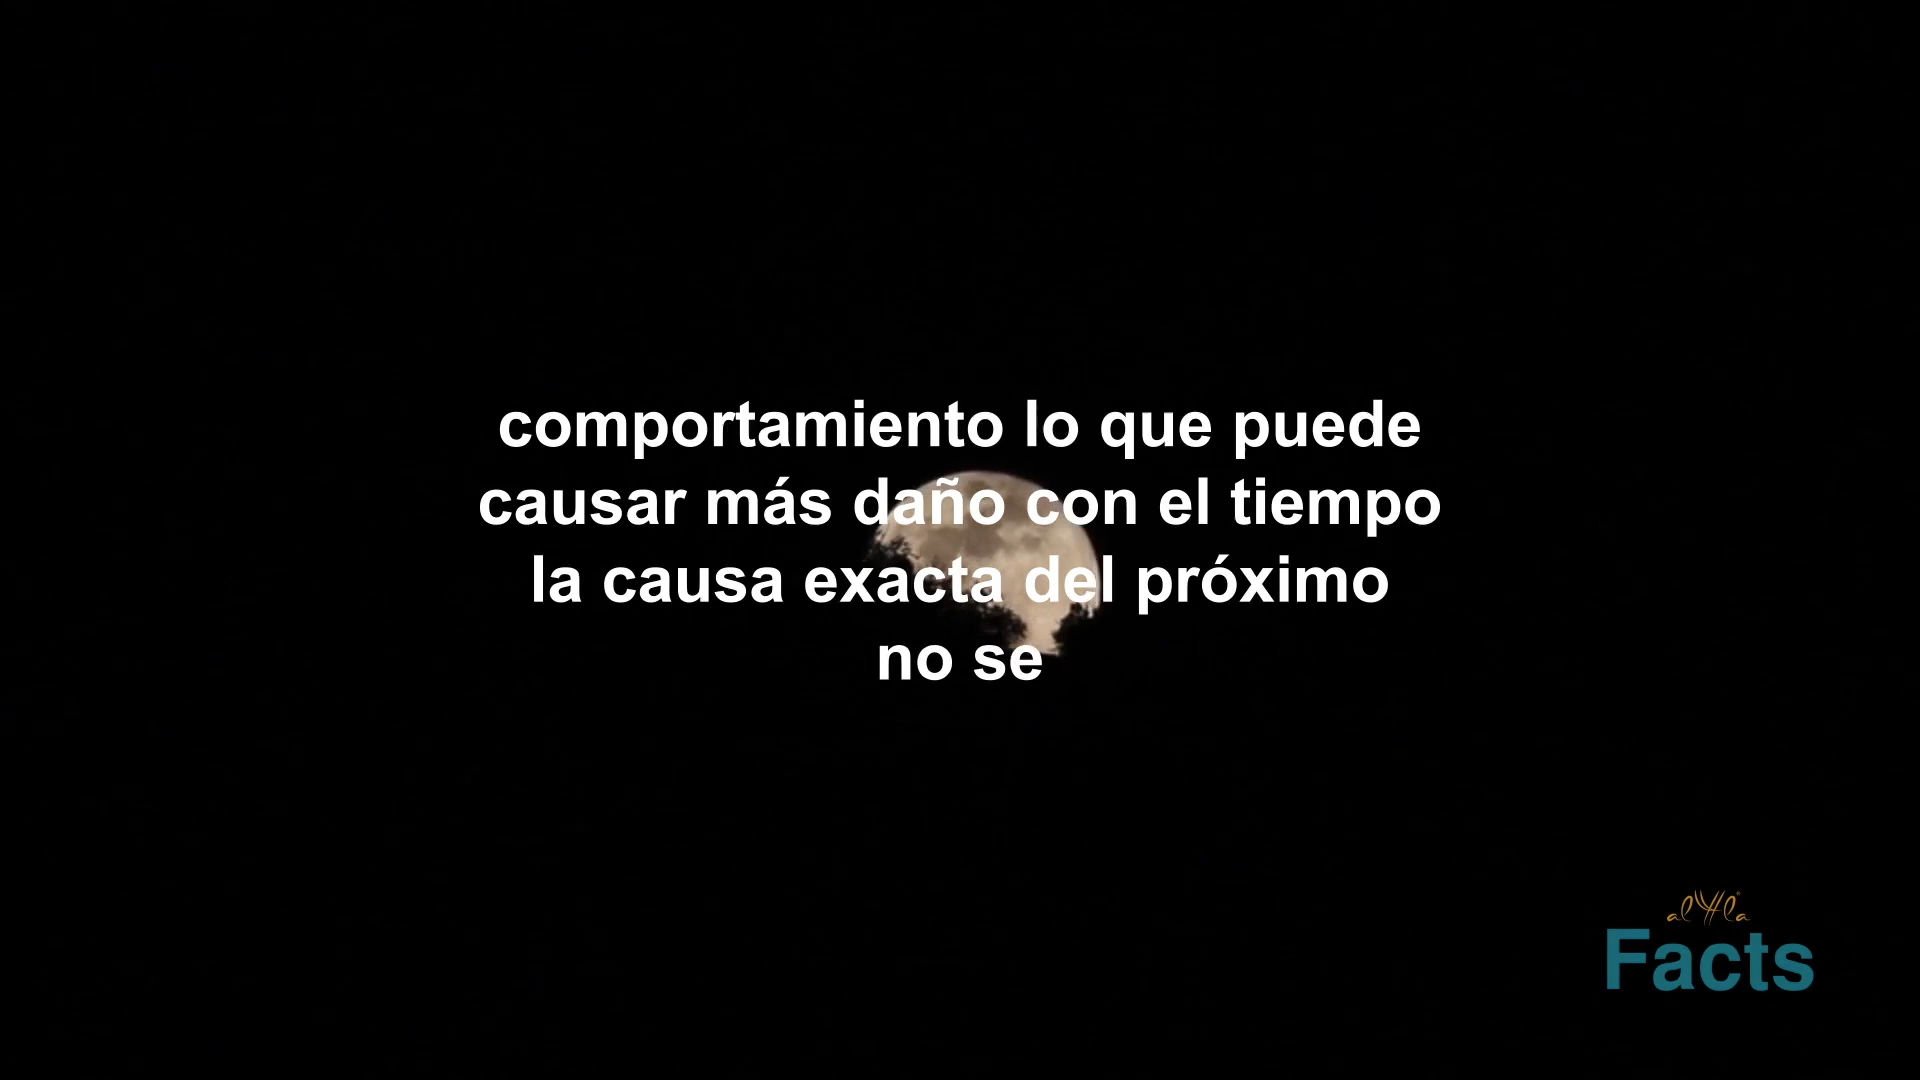 comportamiento lo que puede
causar más daño con el tiempo
la causa exacta del próximo
no se
Facts